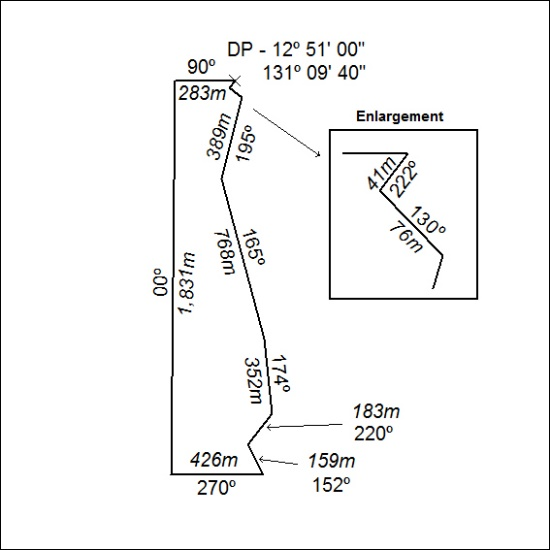 DP - 12º 51' 00"
131º 09' 40"
90º
283m
Enlargement
389m
195º
41m
222º
130º
76m
165º
768m
00º
1,831m
174º
352m
183m
220º
426m
159m
270º
152º